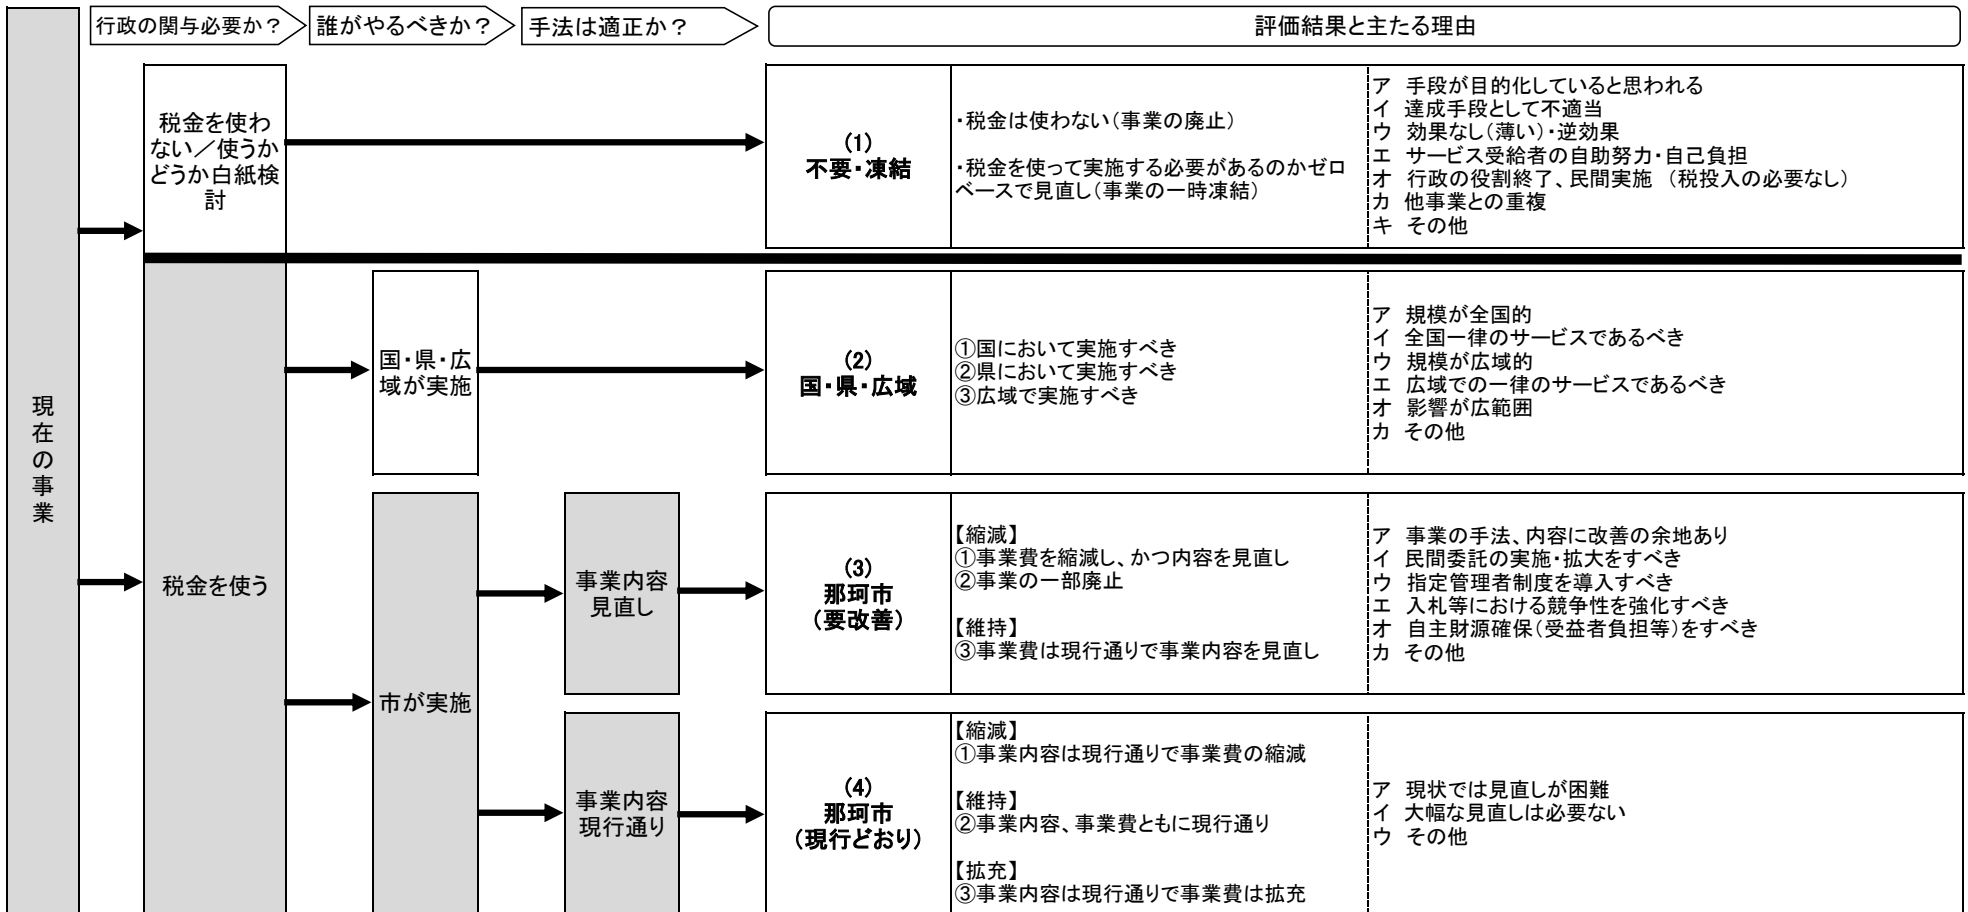 行政の関与必要か？
誰がやるべきか？
手法は適正か？
評価結果と主たる理由
現在の事業
税金を使わ
ない／使うか
どうか白紙検
討
(1)
不要・凍結
・税金は使わない（事業の廃止）
・税金を使って実施する必要があるのかゼロ
ベースで見直し（事業の一時凍結）
ア　手段が目的化していると思われる
イ　達成手段として不適当
ウ　効果なし（薄い）・逆効果
エ　サービス受給者の自助努力・自己負担
オ　行政の役割終了、民間実施　（税投入の必要なし）
カ　他事業との重複
キ　その他
税金を使う
国・県・広
域が実施
(2)
国・県・広域
①国において実施すべき
②県において実施すべき
③広域で実施すべき
ア　規模が全国的
イ　全国一律のサービスであるべき
ウ　規模が広域的
エ　広域での一律のサービスであるべき
オ　影響が広範囲
カ　その他
市が実施
事業内容
見直し
(3)
那珂市
（要改善）
【縮減】
①事業費を縮減し、かつ内容を見直し
②事業の一部廃止
【維持】
③事業費は現行通りで事業内容を見直し
ア　事業の手法、内容に改善の余地あり
イ　民間委託の実施・拡大をすべき
ウ　指定管理者制度を導入すべき
エ　入札等における競争性を強化すべき
オ　自主財源確保（受益者負担等）をすべき
カ　その他
事業内容
現行通り
(4)
那珂市
（現行どおり）
【縮減】
①事業内容は現行通りで事業費の縮減
【維持】
②事業内容、事業費ともに現行通り
【拡充】
③事業内容は現行通りで事業費は拡充
ア　現状では見直しが困難
イ　大幅な見直しは必要ない
ウ　その他